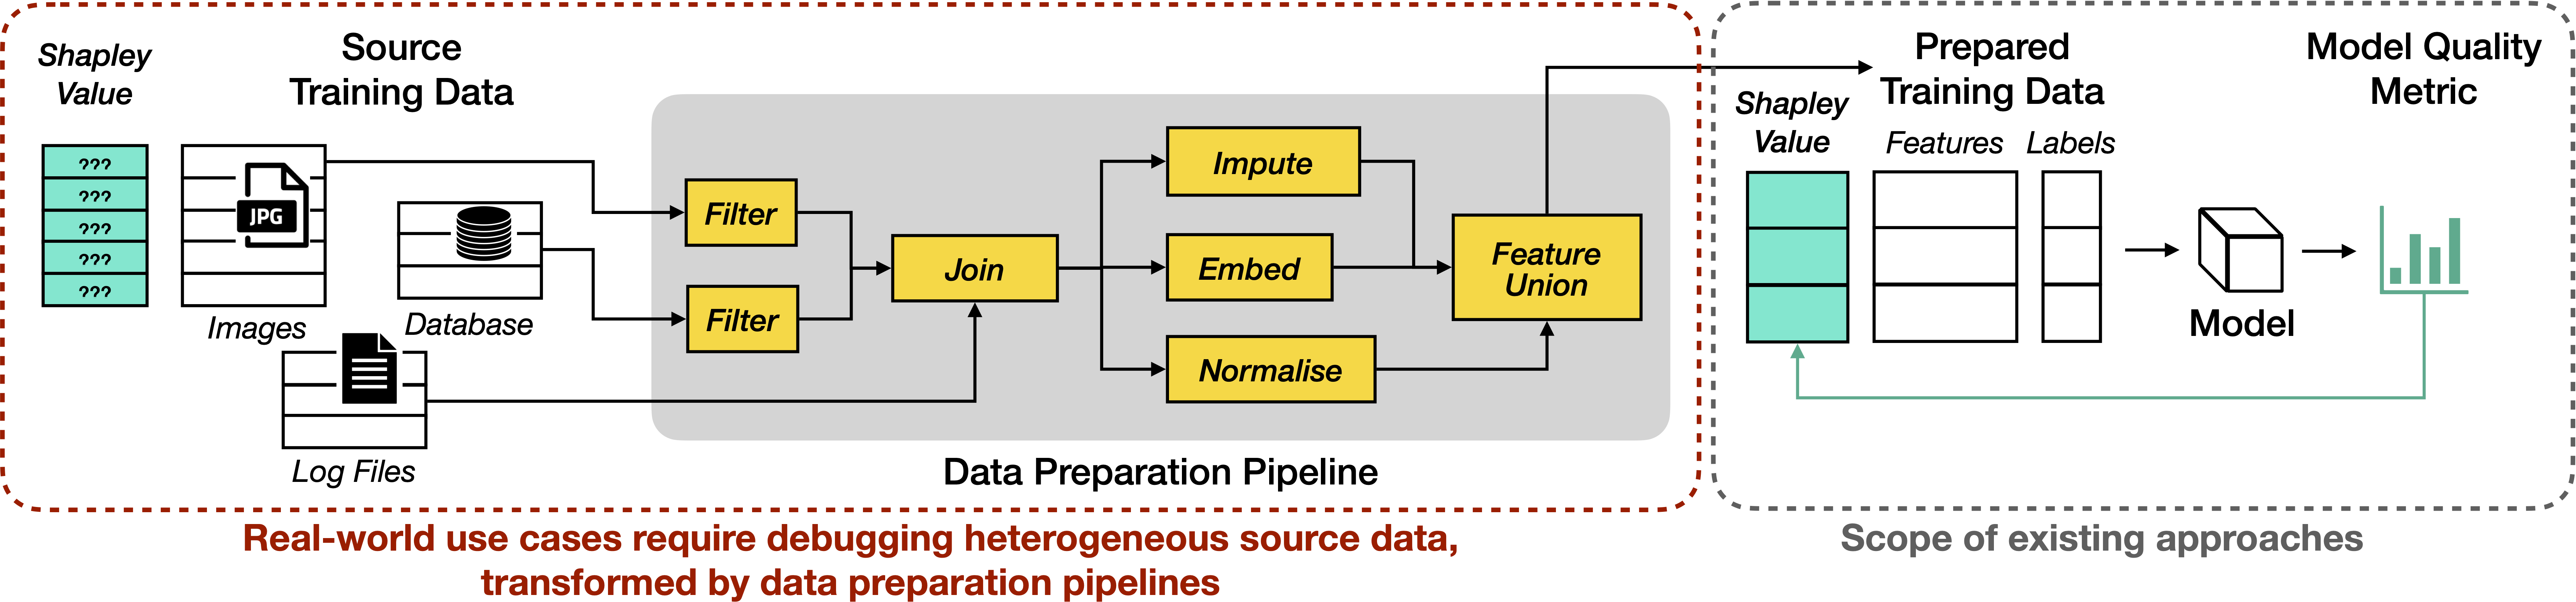 Shapley
Value
Source
Training Data
???
???
???
???
???
JPG
Images
Database
Log Files
Filter
Filter
Join
Impute
Embed
Normalise
Feature
Union
Data Preparation Pipeline
Real-world use cases require debugging heterogeneous source data,
transformed by data preparation pipelines
Shapley
Value
Prepared
Training Data
Features
Labels
Model
Model Quality
Metric
Scope of existing approaches